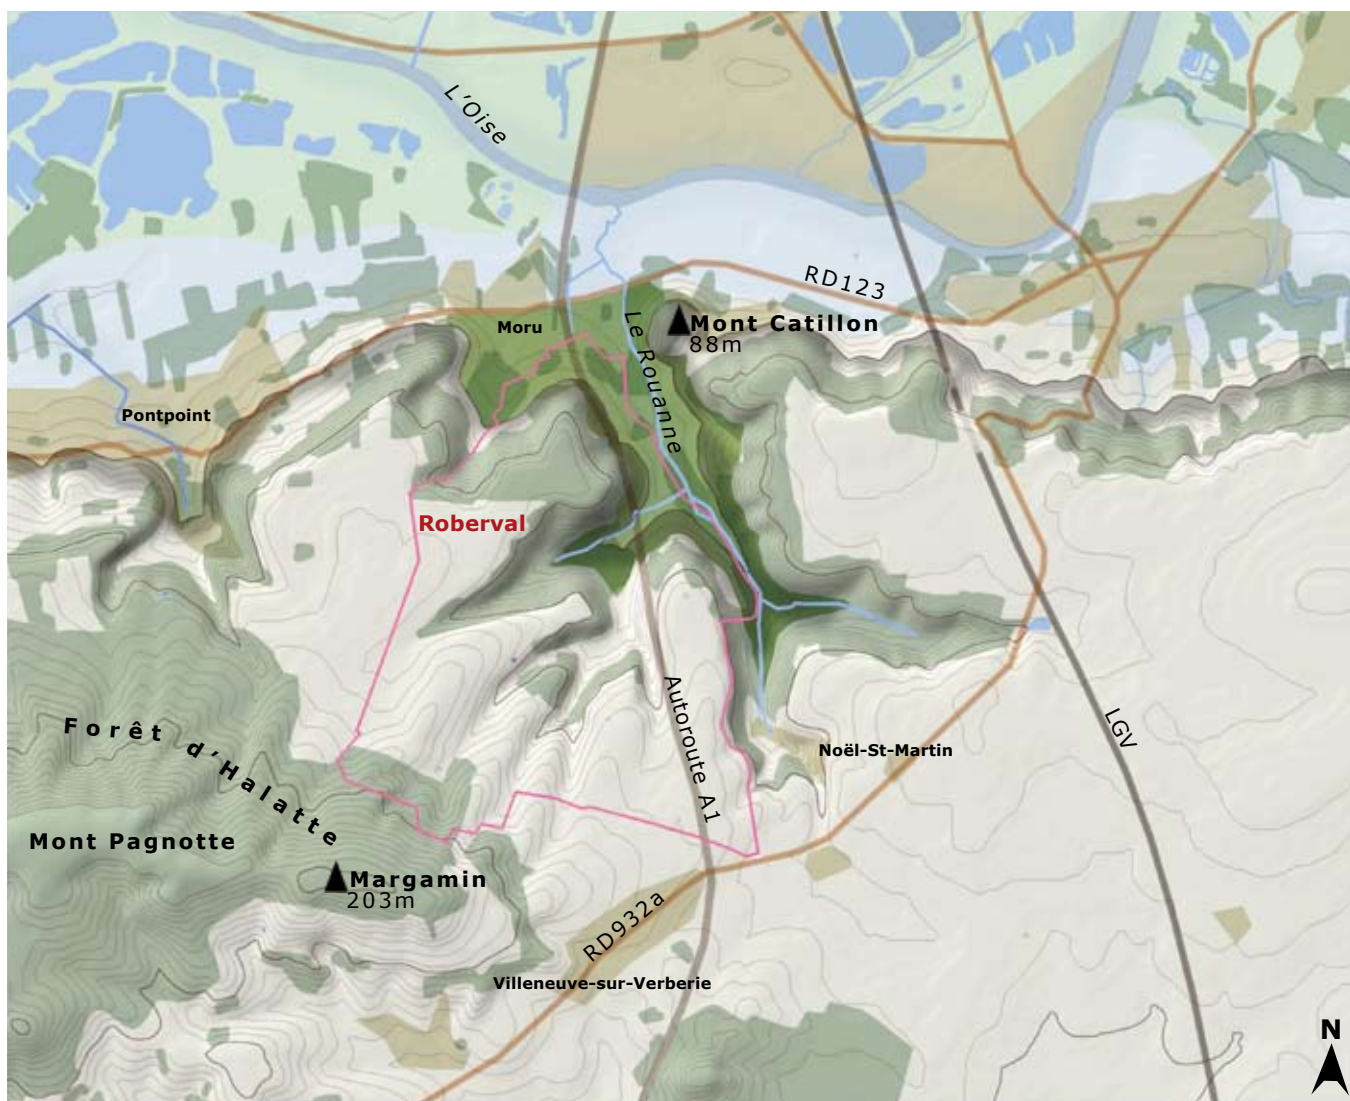 L'Oise
RD123
Moru
Le Rouanne
Mont Catillon
88m
Pontpoint
Roberval
Forêt d'Halatte
Autoroute A1
LGV
Noël-St-Martin
Mont Pagnotte
Margamin
203m
RD932a
Villeneuve-sur-Verberie
N